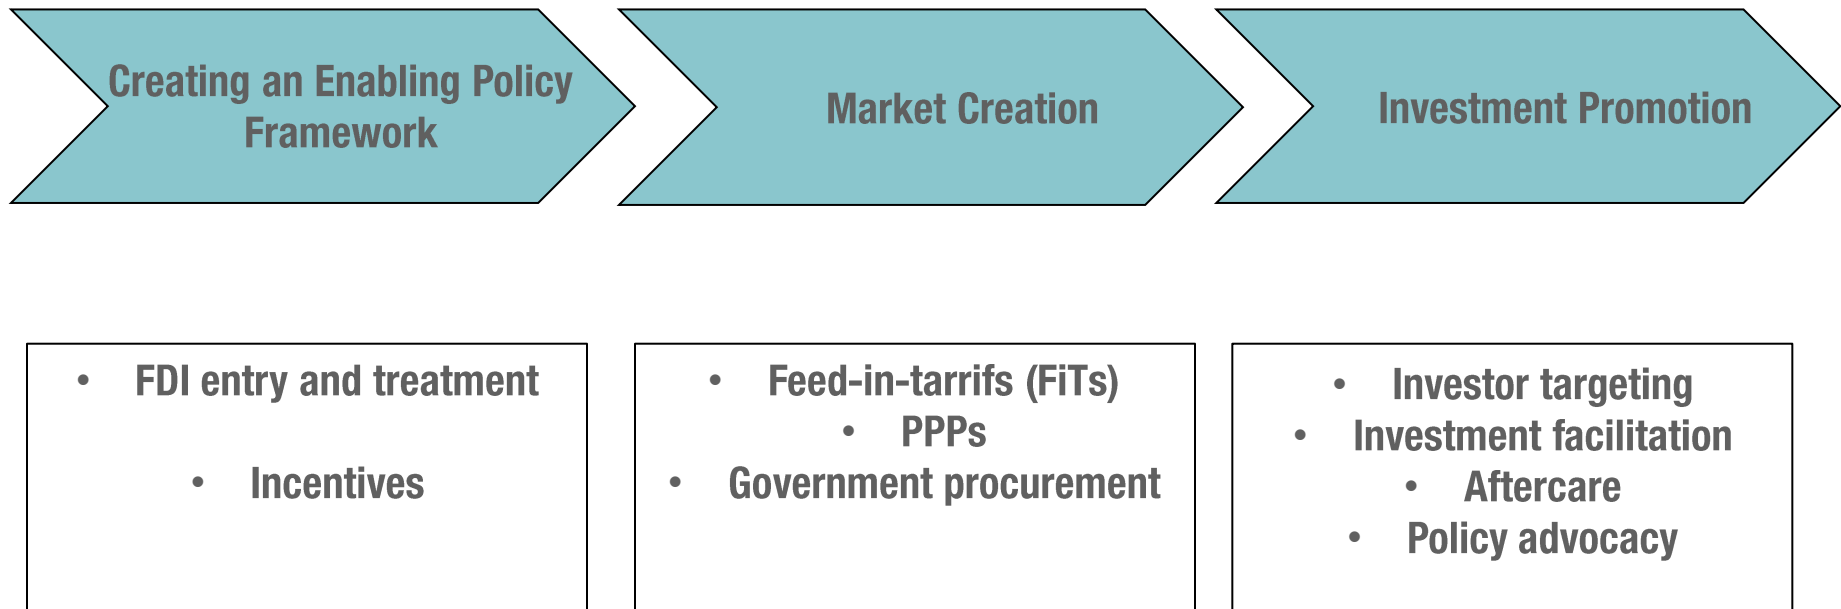 Creating an Enabling Policy
Framework
Market Creation
Investment Promotion
• FDI entry and treatment
• Incentives
• Feed-in-tarrifs (FiTs)
• PPPs
• Government procurement
• Investor targeting
• Investment facilitation
• Aftercare
• Policy advocacy